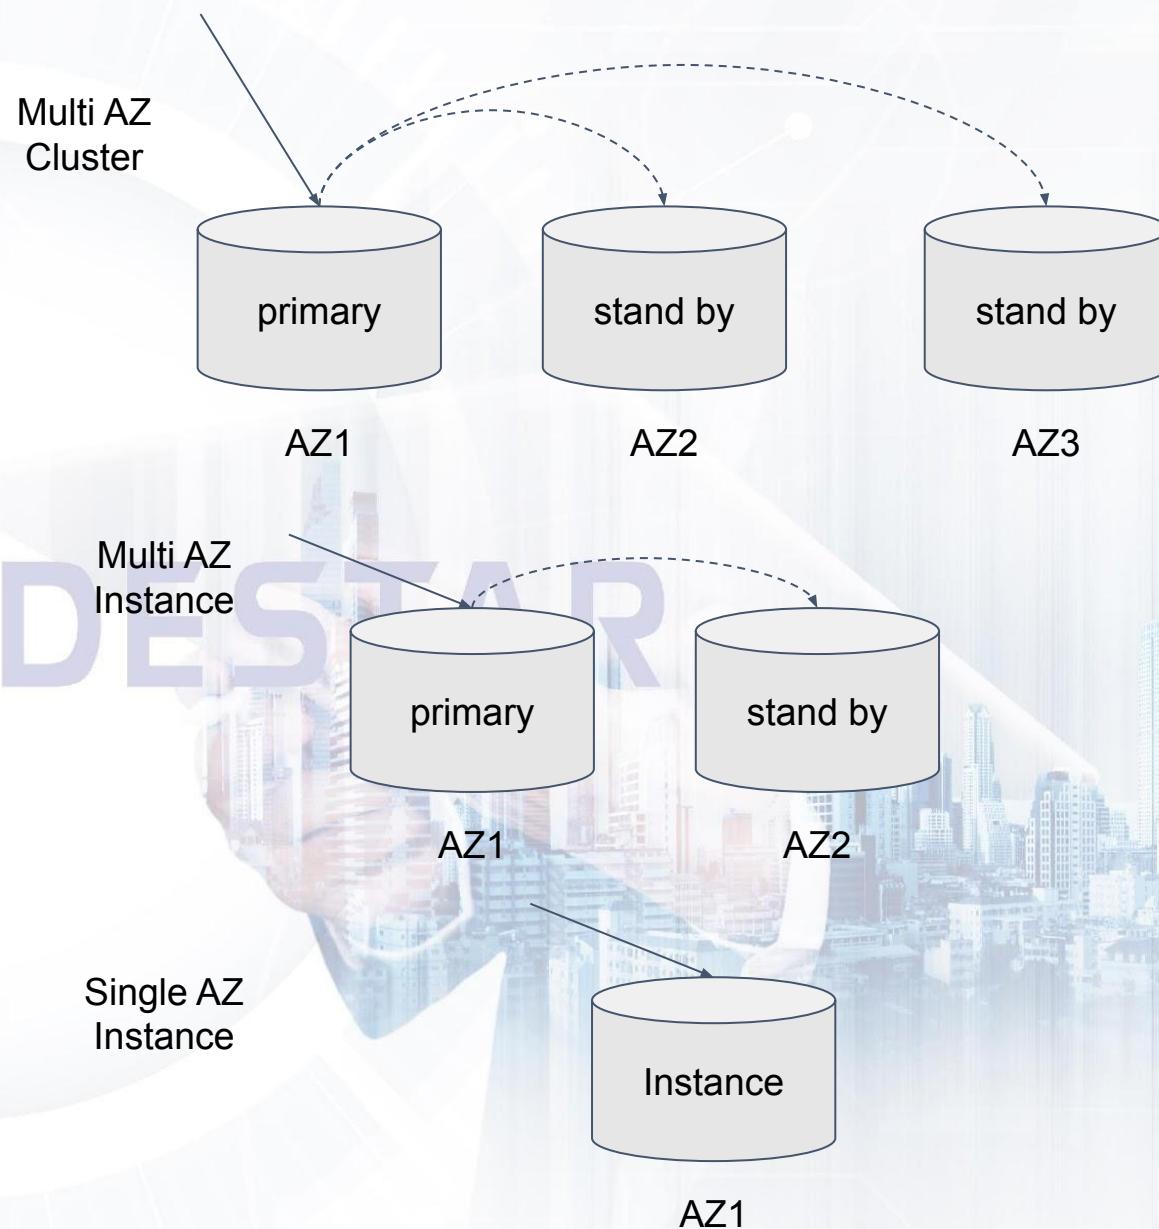 Multi AZ
Cluster
primary
stand by
stand by
AZ1
AZ2
AZ3
Multi AZ
Instance
DESTAR
primary
stand by
AZ1
AZ2
Single AZ
Instance
Instance
AZ1